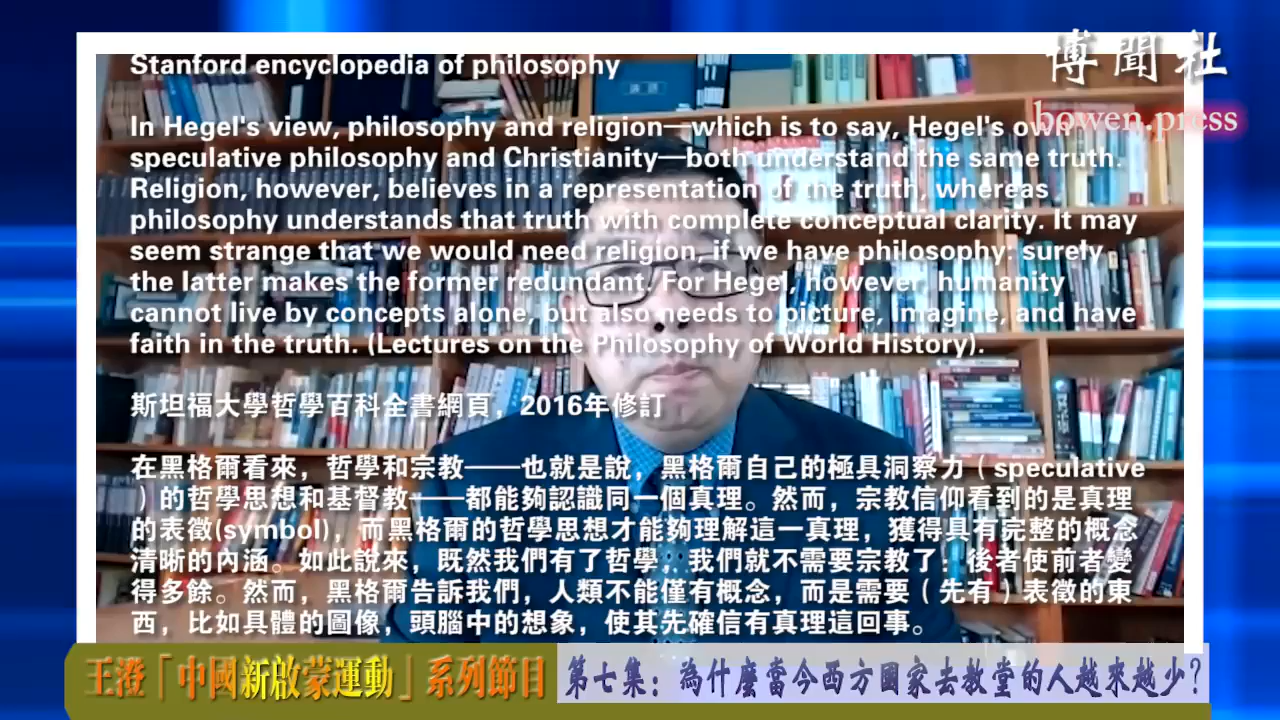 博聞社
bowen.press
Stanford encyclopedia of philosophy
In Hegel's view, philosophy and religion—which is to say, Hegel's own
speculative philosophy and Christianity—both understand the same truth.
Religion, however, believes in a representation of the truth, whereas
philosophy understands that truth with complete conceptual clarity. It may
seem strange that we would need religion, if we have philosophy: surely
the latter makes the former redundant. For Hegel, however, humanity
cannot live by concepts alone, but also needs to picture, imagine, and have
faith in the truth. (Lectures on the Philosophy of World History).
斯坦福大學哲學百科全書網頁，2016年修訂
在黑格爾看來，哲學和宗教——也就是說，黑格爾自己的極具洞察力（speculative
）的哲學思想和基督教——都能夠認識同一個真理。然而，宗教信仰看到的是真理
的表徵(symbol)，而黑格爾的哲學思想才能夠理解這一真理，獲得具有完整的概念
清晰的內涵。如此說來，既然我們有了哲學，我們就不需要宗教了；後者使前者變
得多餘。然而，黑格爾告訴我們，人類不能僅有概念，而是需要（先有）表徵的東
西，比如具體的圖像，頭腦中的想象，使其先確信有真理這回事。
王澄「中國新啟蒙運動」系列節目
第七集：為什麼當今西方國家去教堂的人越來越少？